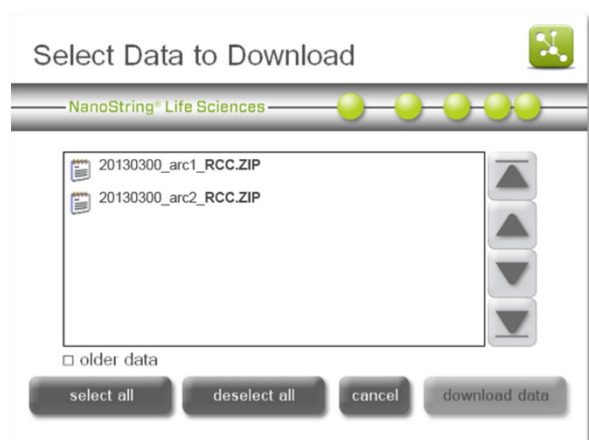 Select Data to Download
NanoString® Life Sciences
20130300_arc1_RCC.ZIP
20130300_arc2_RCC.ZIP
older data
select all deselect all cancel download data